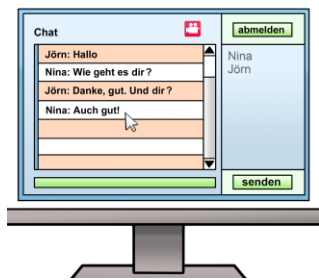 Chat
abmelden
Jörn: Hallo
Nina: Wie geht es dir?
Jörn: Danke, gut. Und dir?
Nina: Auch gut!
Nina
Jörn
senden